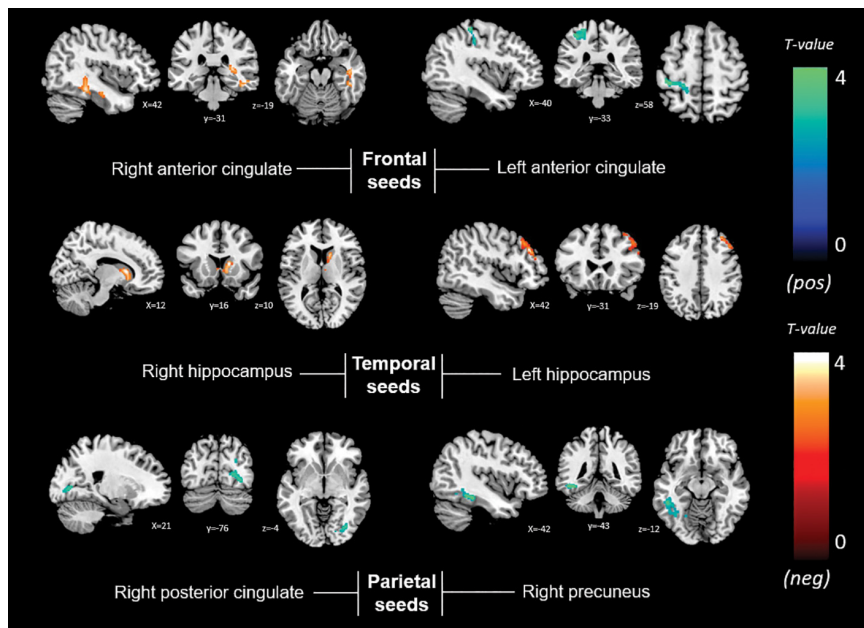 T-value
4
0
(pos)
X=42
y=-31
z=-19
X=-40
y=-33
z=58
Right anterior cingulate
Frontal
seeds
Left anterior cingulate
X=12
y=16
z=10
X=42
y=-31
z=-19
T-value
4
0
(neg)
Right hippocampus
Temporal
seeds
Left hippocampus
X=21
y=-76
z=-4
X=-42
y=-43
z=-12
Right posterior cingulate
Parietal
seeds
Right precuneus